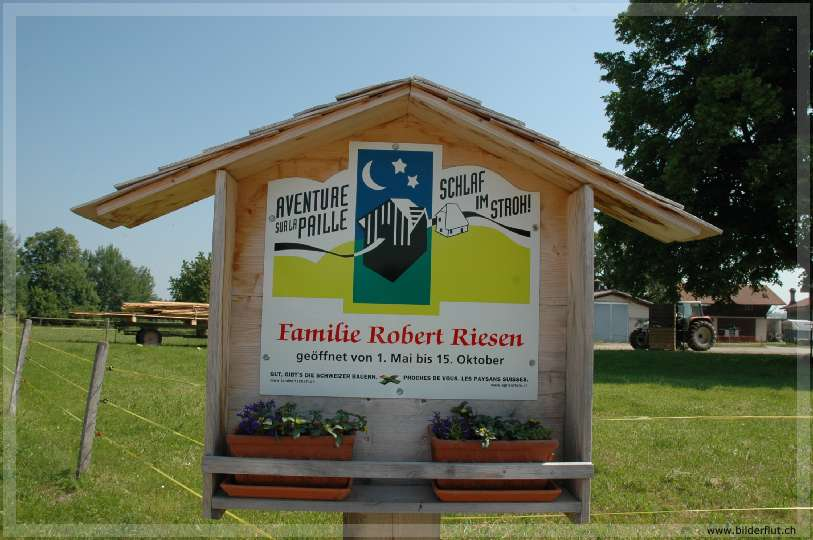 AVENTURE
SUR LA
PAILLE
SCHLAF
IM
STROH!
Familie Robert Riesen
geöffnet von 1. Mai bis 15. Oktober
GUT, GIBT'S DIE SCHWEIZER BAUERN. PROCHES DE VOUS. LES PAYSANS SUISSES.
www.bilderflut.ch